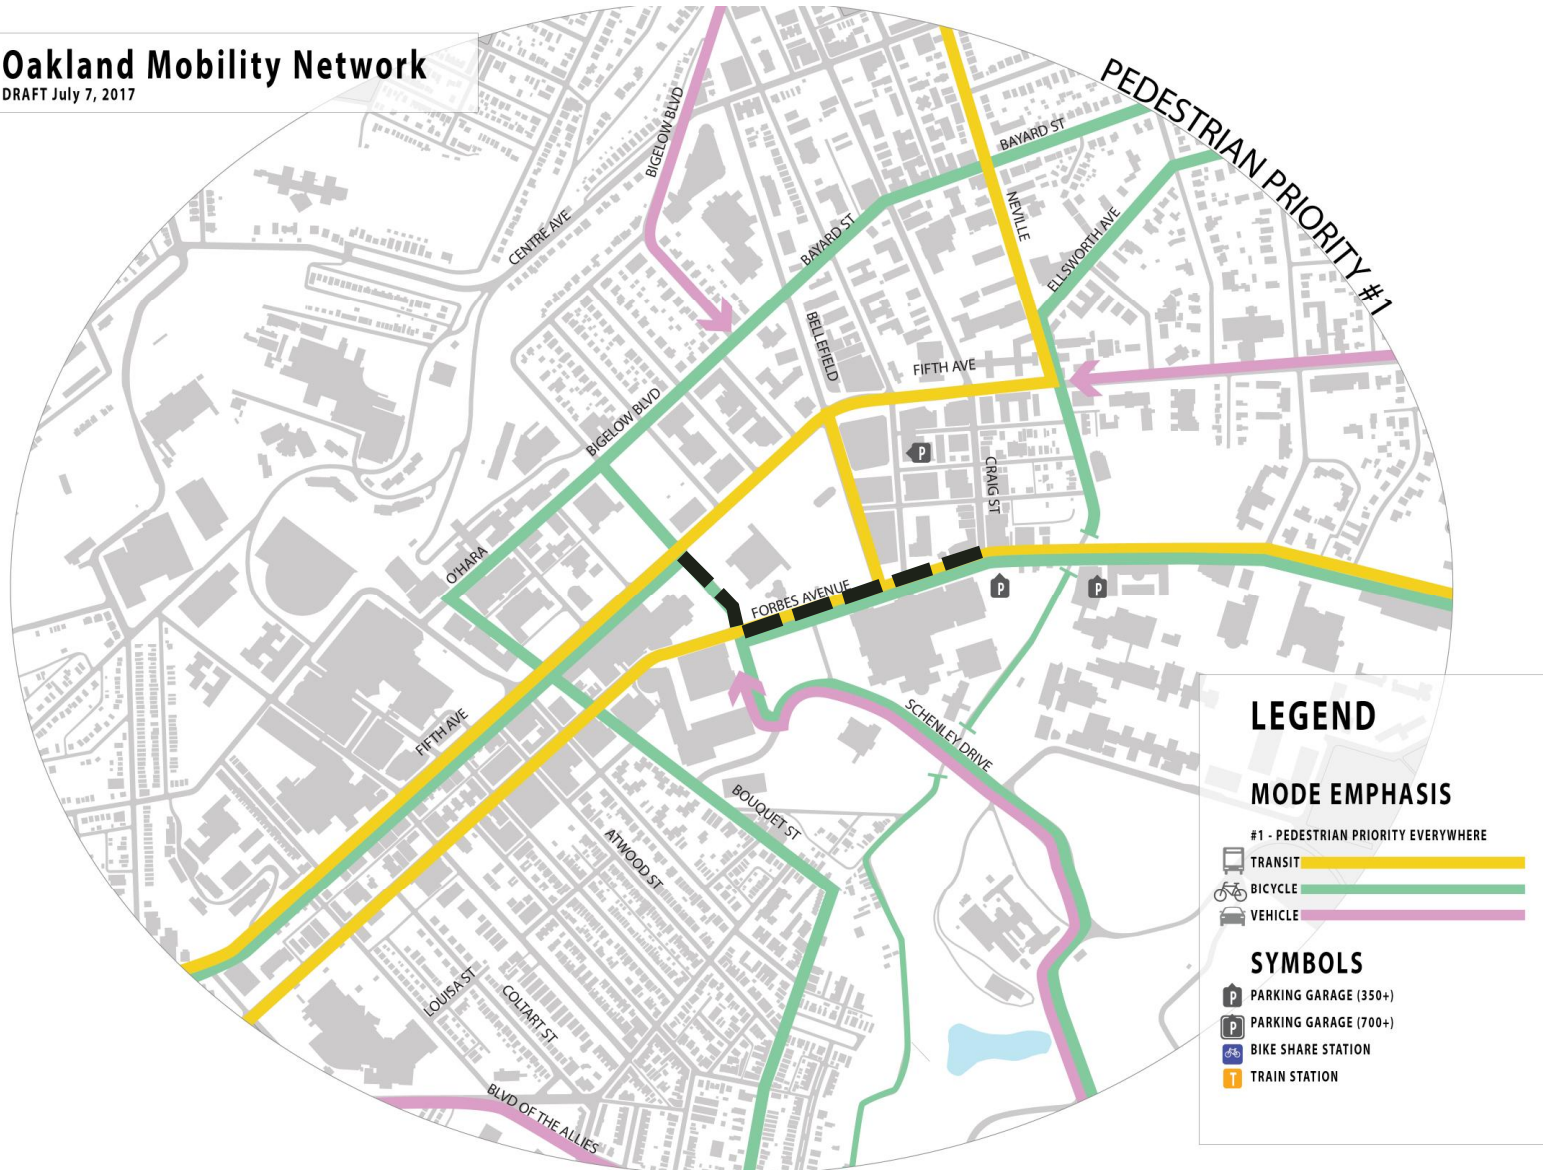 Oakland Mobility Network
DRAFT July 7, 2017
PEDESTRIAN PRIORITY #1
BIGELOW BLVD
BAYARD ST
CENTRE AVE
NEVILLE
ELLSWORTH AVE
BAYARD ST
BELLEFIELD
FIFTH AVE
BIGELOW BLVD
P
CRAIG ST
O'HARA
FORBES AVENUE
P
P
FIFTH AVE
SCHENLEY DRIVE
BOUQUET ST
ATWOOD ST
LOUISA ST
COLTART ST
BLVD OF THE ALLIES
LEGEND
MODE EMPHASIS
#1 - PEDESTRIAN PRIORITY EVERYWHERE
TRANSIT
BICYCLE
VEHICLE
SYMBOLS
P PARKING GARAGE (350+)
P PARKING GARAGE (700+)
BIKE SHARE STATION
T TRAIN STATION